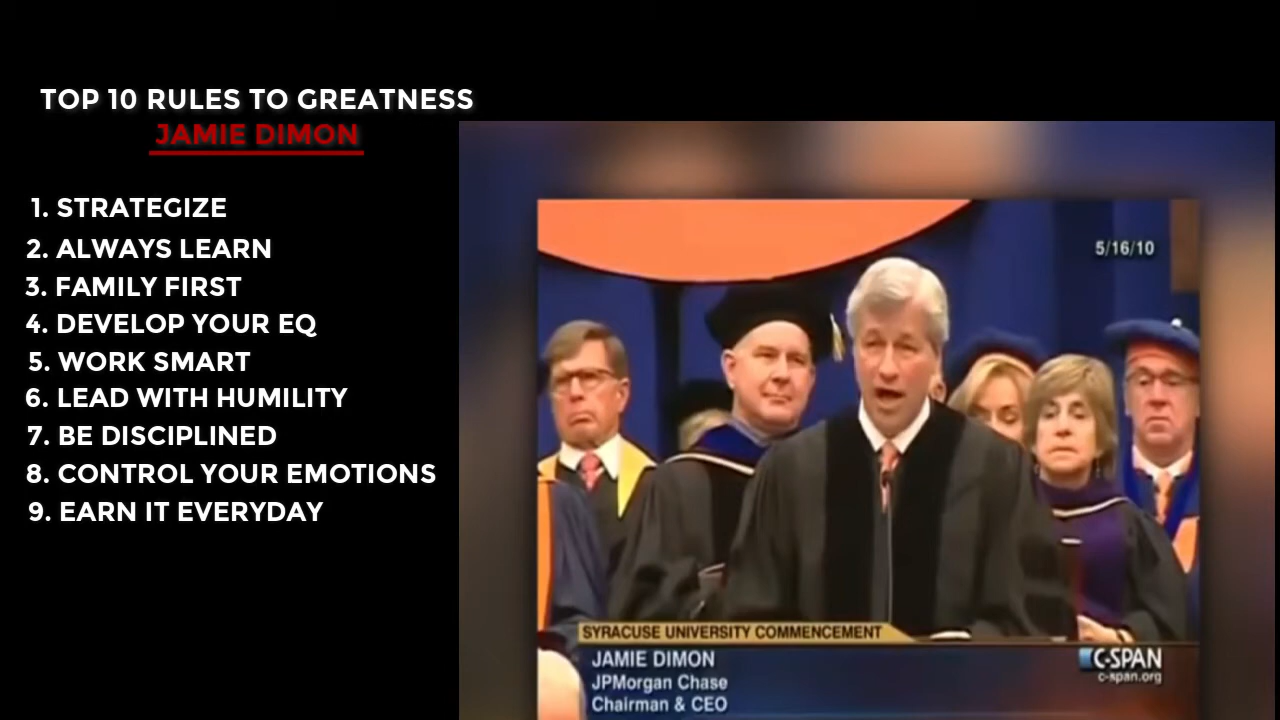 TOP 10 RULES TO GREATNESS
JAMIE DIMON
1. STRATEGIZE
2. ALWAYS LEARN
3. FAMILY FIRST
4. DEVELOP YOUR EQ
5. WORK SMART
6. LEAD WITH HUMILITY
7. BE DISCIPLINED
8. CONTROL YOUR EMOTIONS
9. EARN IT EVERYDAY
5/16/10
SYRACUSE UNIVERSITY COMMENCEMENT
JAMIE DIMON
JPMorgan Chase
Chairman & CEO
C-SPAN
c-span.org